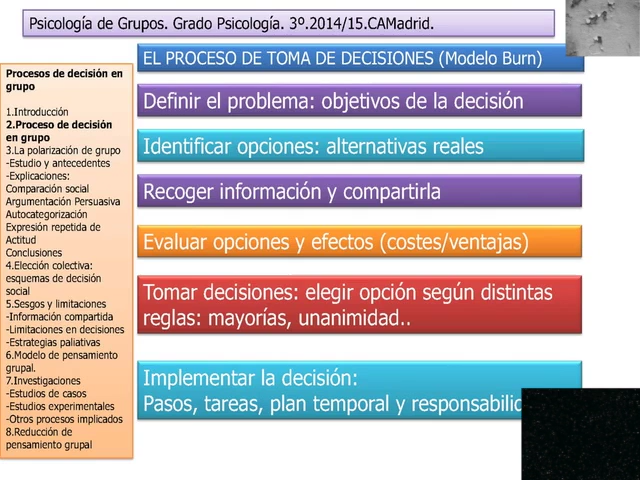 Psicología de Grupos. Grado Psicología. 3º.2014/15.CAMadrid.
Procesos de decisión en
grupo
1.Introducción
2.Proceso de decisión
en grupo
3.La polarización de grupo
-Estudio y antecedentes
-Explicaciones:
Comparación social
Argumentación Persuasiva
Autocategorización
Expresión repetida de
Actitud
Conclusiones
4.Elección colectiva:
esquemas de decisión
social
5.Sesgos y limitaciones
-Información compartida
-Limitaciones en decisiones
-Estrategias paliativas
6.Modelo de pensamiento
grupal.
7.Investigaciones
-Estudios de casos
-Estudios experimentales
-Otros procesos implicados
8.Reducción de
pensamiento grupal
EL PROCESO DE TOMA DE DECISIONES (Modelo Burn)
Definir el problema: objetivos de la decisión
Identificar opciones: alternativas reales
Recoger información y compartirla
Evaluar opciones y efectos (costes/ventajas)
Tomar decisiones: elegir opción según distintas
reglas: mayorías, unanimidad..
Implementar la decisión:
Pasos, tareas, plan temporal y